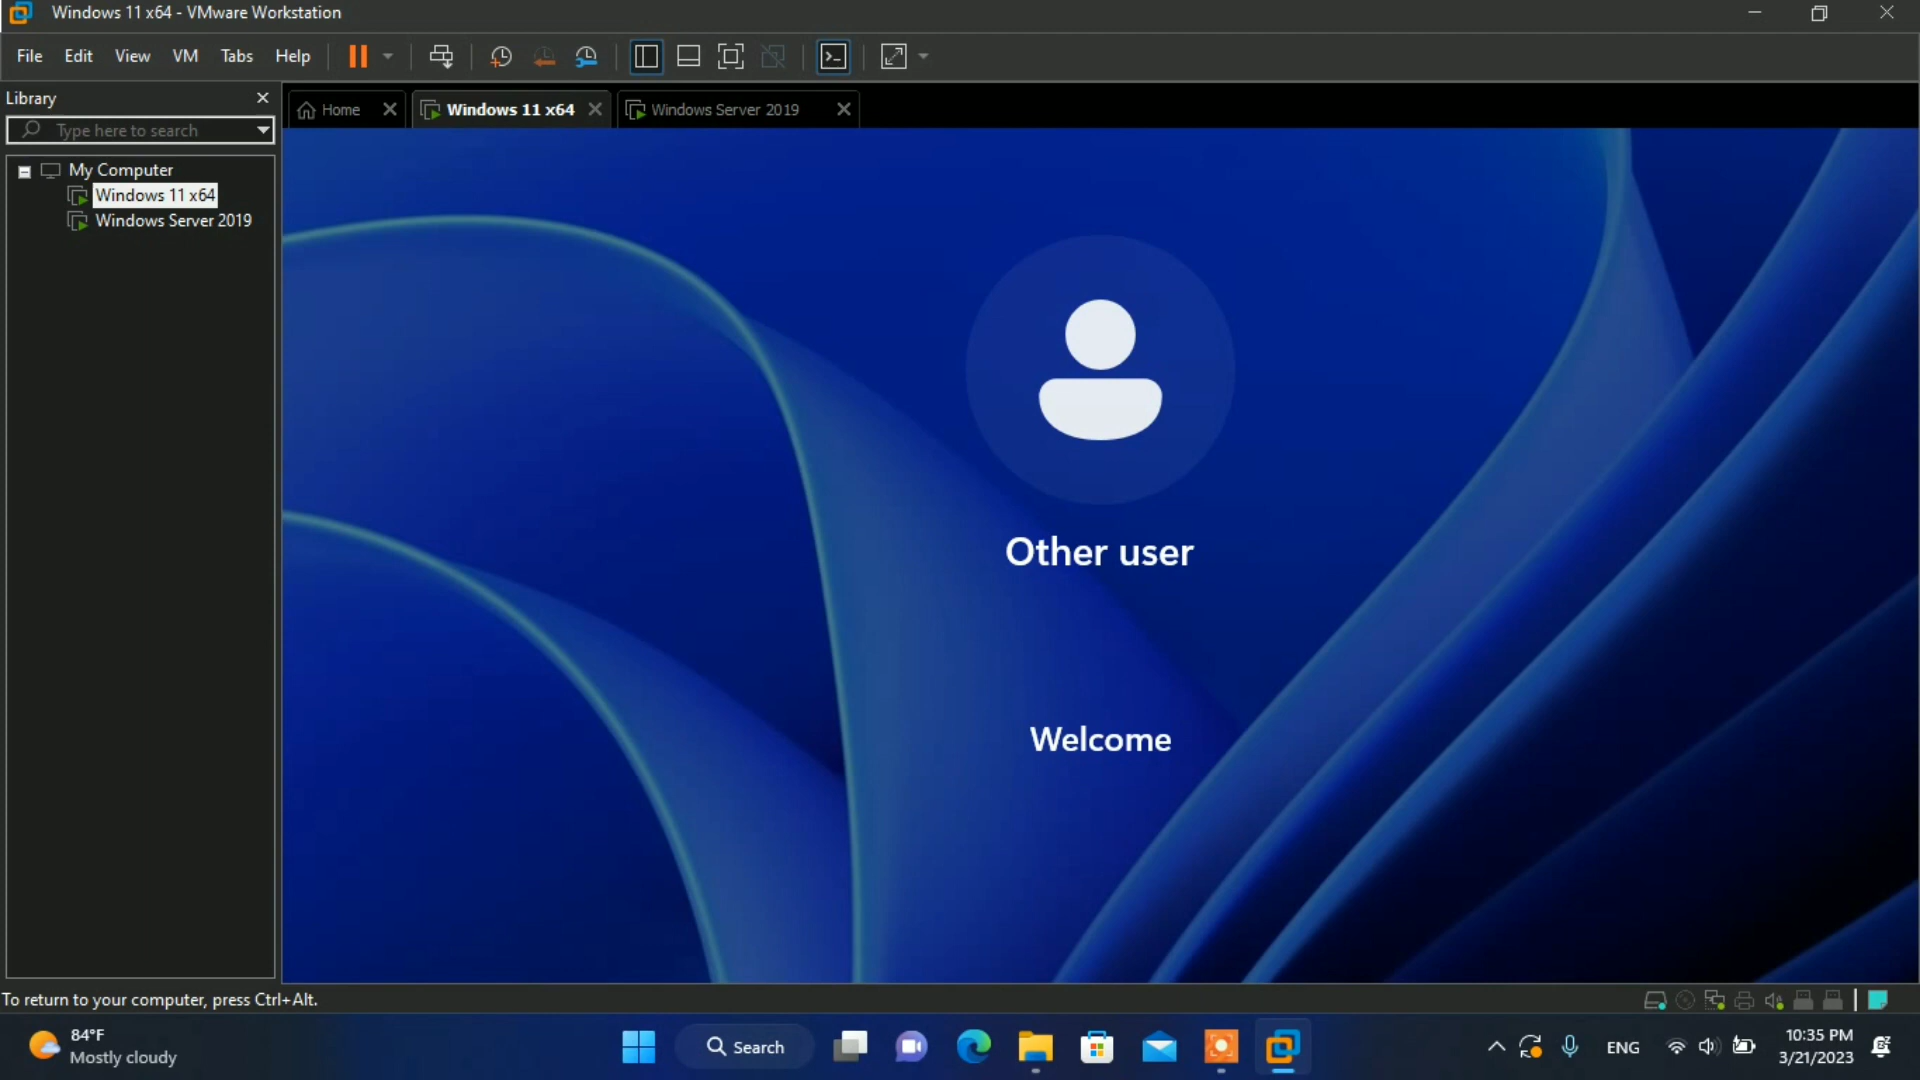 Windows 11 x64 - VMware Workstation
File Edit View VM Tabs Help
Library
Type here to search
My Computer
Windows 11 x64
Windows Server 2019
Home
Windows 11 x64
Windows Server 2019
Other user
Welcome
To return to your computer, press Ctrl+Alt.
84°F
Mostly cloudy
Search
ENG
10:35 PM
3/21/2023